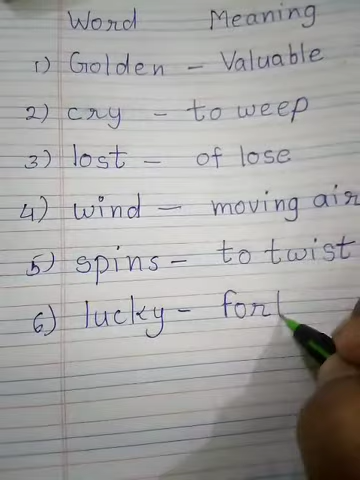 Word Meaning
1) Golden - Valuable
2) cry - to weep
3) lost - of lose
4) wind - moving air
5) spins - to twist
6) lucky - for